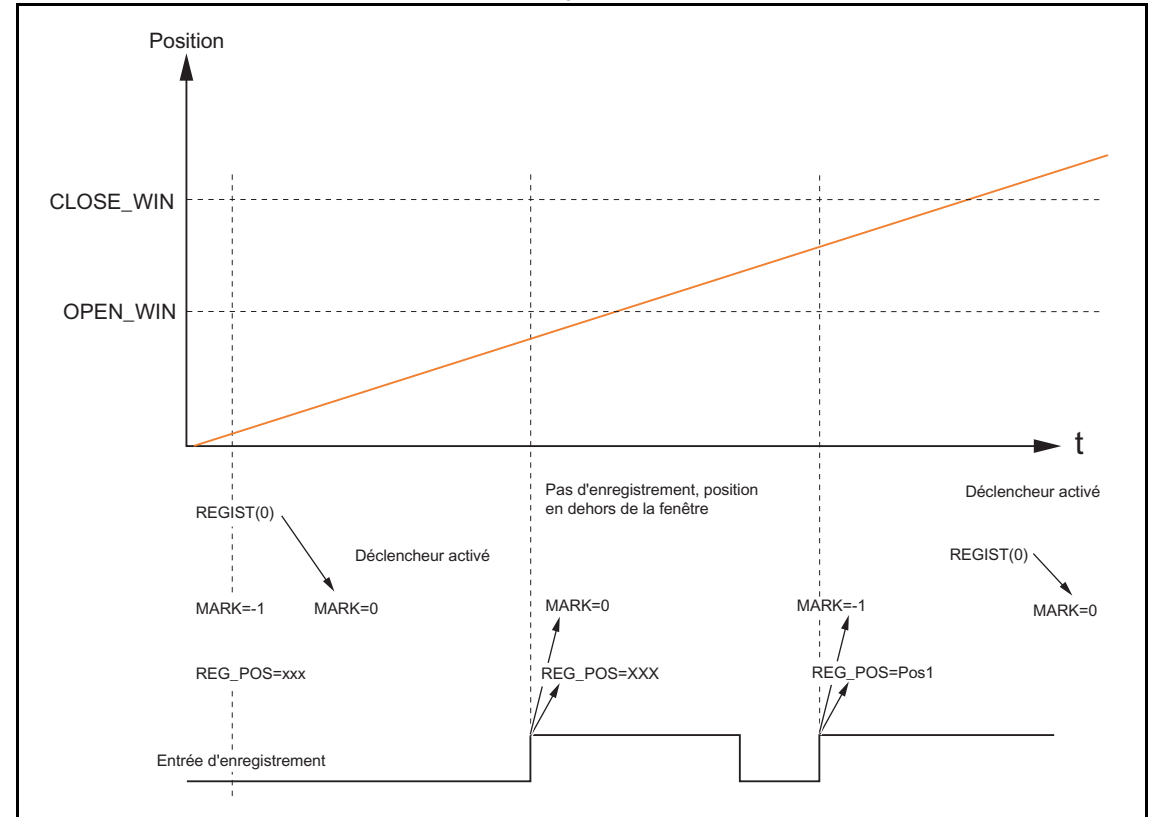 Position
CLOSE_WIN
OPEN_WIN
t
Pas d'enregistrement, position
en dehors de la fenêtre
Déclencheur activé
REGIST(0)
Déclencheur activé
REGIST(0)
MARK=-1
MARK=0
MARK=0
MARK=-1
MARK=0
REG_POS=xxx
REG_POS=XXX
REG_POS=Pos1
Entrée d'enregistrement